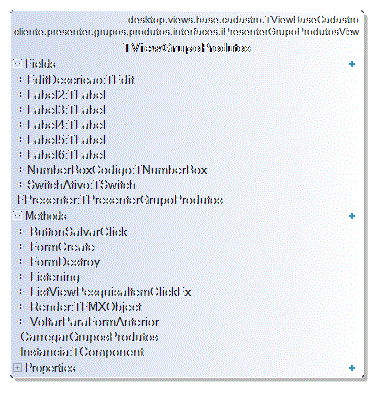 desktop.views.base.cadastro.TViewBaseCadastro
cliente.presenter.grupos.produtos.interfaces.iPresenterGrupoProdutosView
TViewGrupoProdutos
Fields
EditDescricao:TEdit
Label2:TLabel
Label3:TLabel
Label4:TLabel
Label5:TLabel
Label6:TLabel
NumberBoxCodigo:TNumberBox
SwitchAtivo:TSwitch
FPresenter:TPresenterGrupoProdutos
Methods
ButtonSalvarClick
FormCreate
FormDestroy
Listening
ListViewPesquisaItemClickEx
Render:TFMXObject
VoltarParaFormAnterior
CarregarGruposProdutos
Instancia:TComponent
Properties